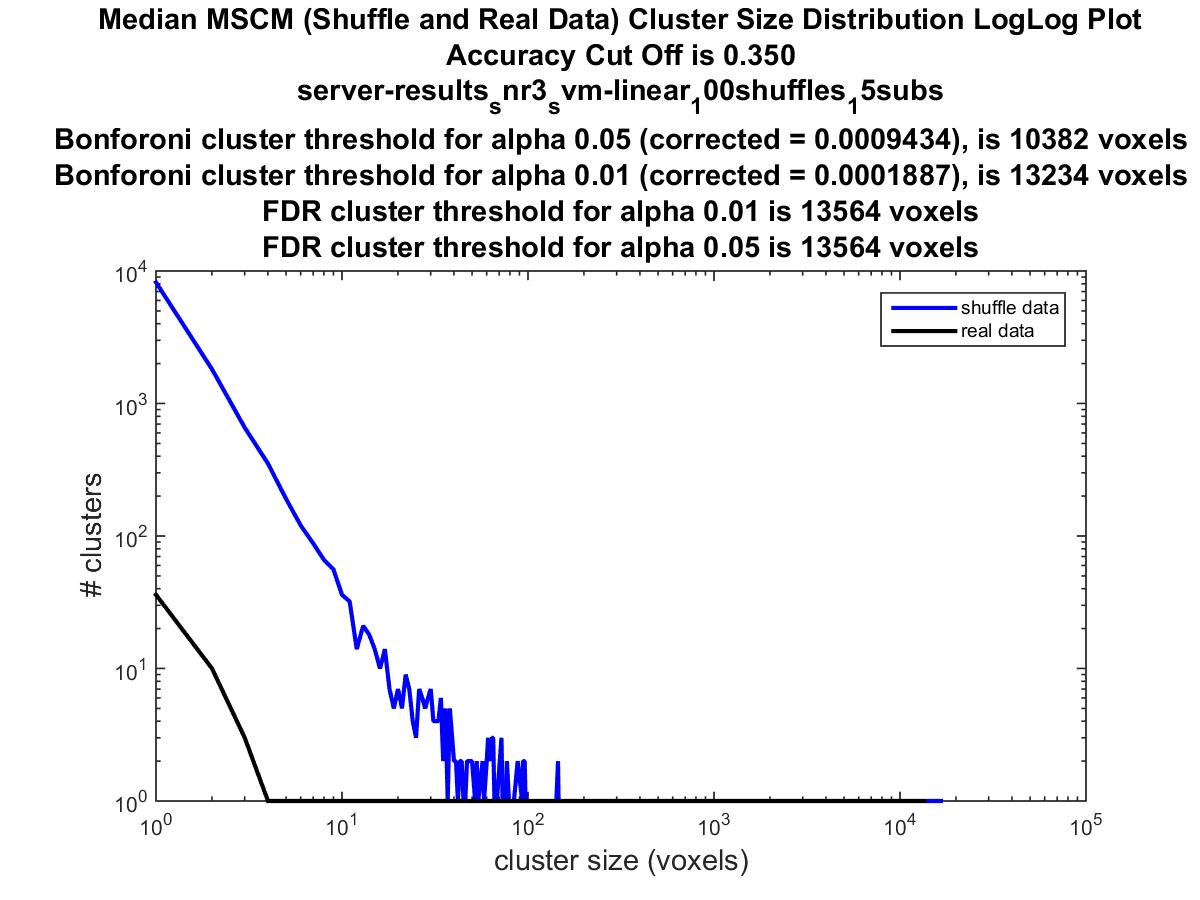 Median MSCM (Shuffle and Real Data) Cluster Size Distribution LogLog Plot
Accuracy Cut Off is 0.350
server-resultssnr3svm-linear100shuffles15subs
Bonforoni cluster threshold for alpha 0.05 (corrected = 0.0009434), is 10382 voxels
Bonforoni cluster threshold for alpha 0.01 (corrected = 0.0001887), is 13234 voxels
FDR cluster threshold for alpha 0.01 is 13564 voxels
FDR cluster threshold for alpha 0.05 is 13564 voxels
shuffle data
real data
# clusters
10^4
10^3
10^2
10^1
10^0
10^0 10^1 10^2 10^3 10^4 10^5
cluster size (voxels)